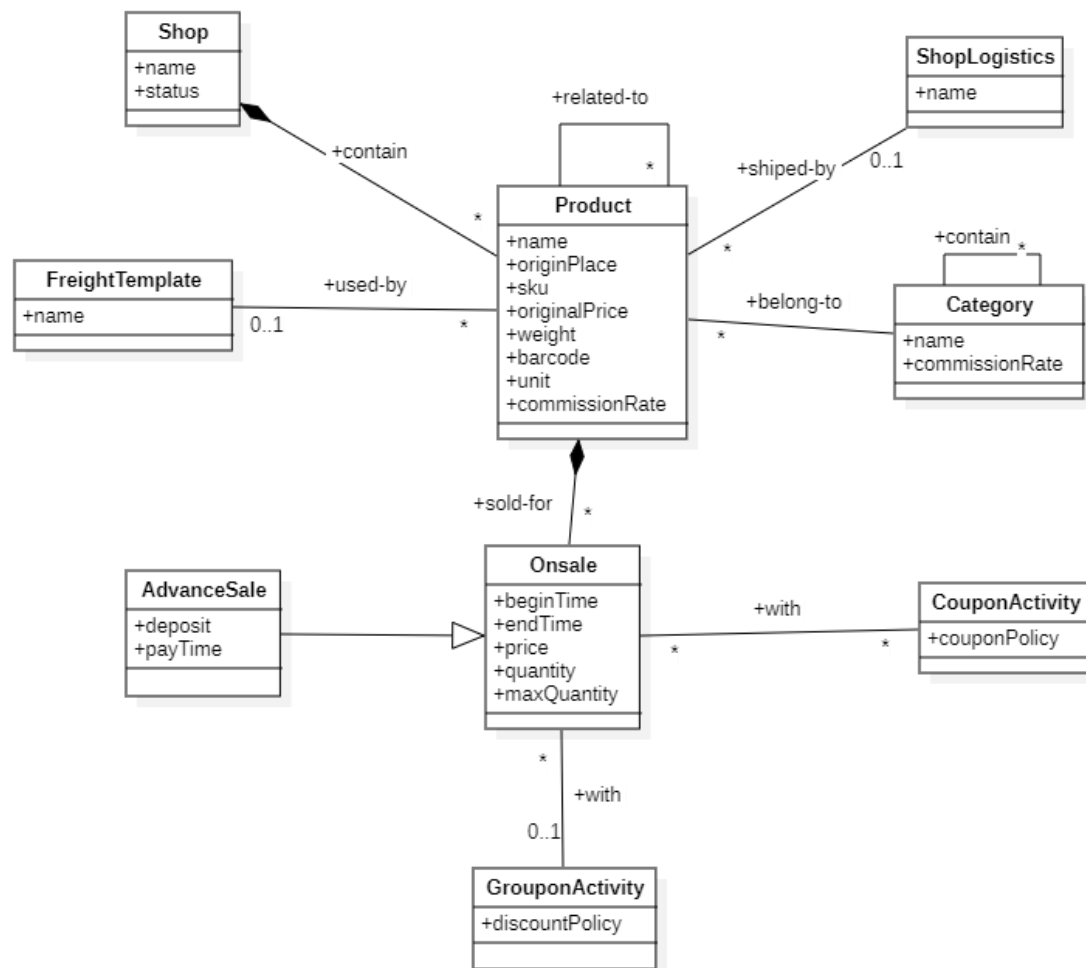 Shop
+name
+status
ShopLogistics
+name
+related-to
*
+contain
*
+shiped-by
0..1
*
Product
+name
+originPlace
+sku
+originalPrice
+weight
+barcode
+unit
+commissionRate
FreightTemplate
+name
+used-by
0..1
*
+contain
*
+belong-to
*
Category
+name
+commissionRate
+sold-for
*
AdvanceSale
+deposit
+payTime
Onsale
+beginTime
+endTime
+price
+quantity
+maxQuantity
+with
*
*
CouponActivity
+couponPolicy
*
+with
0..1
GrouponActivity
+discountPolicy